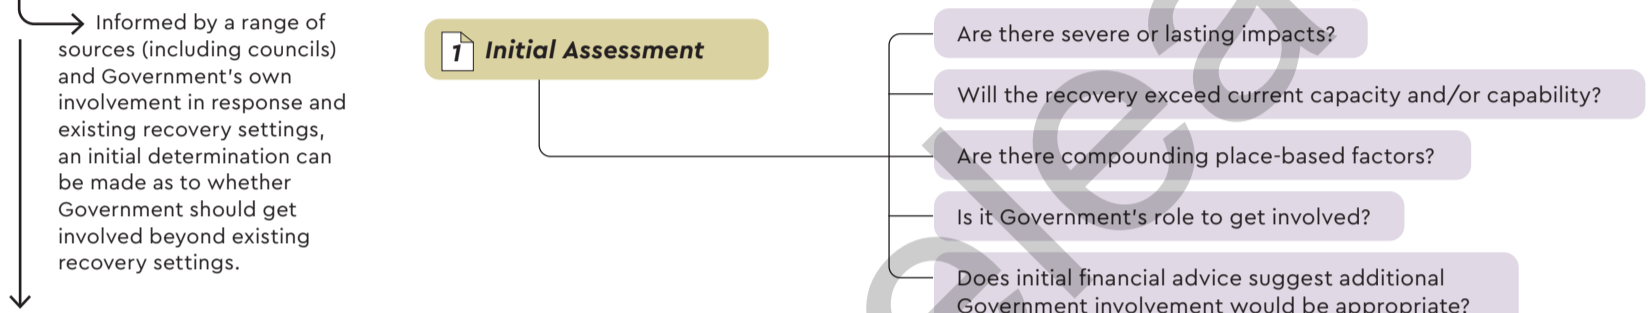 Informed by a range of
sources (including councils)
and Government's own
involvement in response and
existing recovery settings,
an initial determination can
be made as to whether
Government should get
involved beyond existing
recovery settings.
1 Initial Assessment
Are there severe or lasting impacts?
Will the recovery exceed current capacity and/or capability?
Are there compounding place-based factors?
Is it Government's role to get involved?
Does initial financial advice suggest additional
Government involvement would be appropriate?
elea